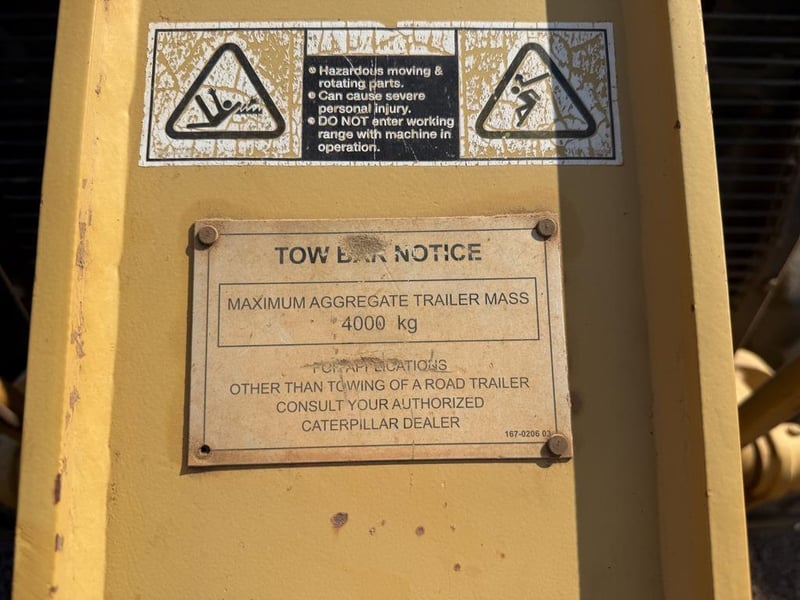 Hazardous moving &
rotating parts.
Can cause severe
personal injury.
DO NOT enter working
range with machine in
operation.
TOW BAR NOTICE
MAXIMUM AGGREGATE TRAILER MASS
4000 kg
FOR APPLICATIONS
OTHER THAN TOWING OF A ROAD TRAILER
CONSULT YOUR AUTHORIZED
CATERPILLAR DEALER
167-0206 03